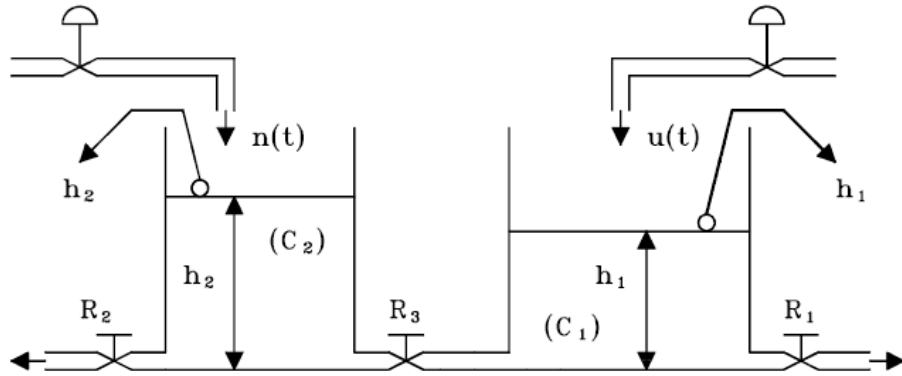 n(t)
u(t)
h₂
h₁
(C₂)
h₂
h₁
R₂
R₃
(C₁)
R₁